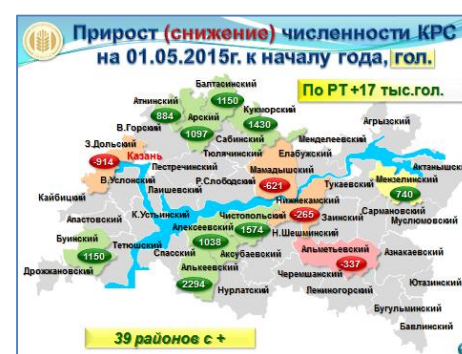 Прирост (снижение) численности КРС
на 01.05.2015г. к началу года, гол.
По РТ +17 тыс.гол.
Балтасинский
1150
Атнинский
884
Кукморский
1430
Арский
1097
В.Горский
Сабинский
Агрызский
З.Дольский
-914
Казань
Тюлячинский
Менделеевский
Елабужский
Пестречинский
Мамадышский
-621
Актанышский
В.Услонский
Р.Слободский
Тукаевский
Мензелинский
740
Кайбицкий
Лаишевский
Нижнекамский
-265
Апастовский
К.Устьинский
Чистопольский
1574
Заинский
Сармановский
Муслюмовский
Буинский
1150
Алексеевский
1038
Н.Шешминский
Тетюшский
Альметьевский
-337
Азнакаевский
Спасский
Аксубаевский
Дрожжановский
Алькеевский
2294
Черемшанский
Ютазинский
Нурлатский
Лениногорский
Бугульминский
Бавлинский
39 районов с +